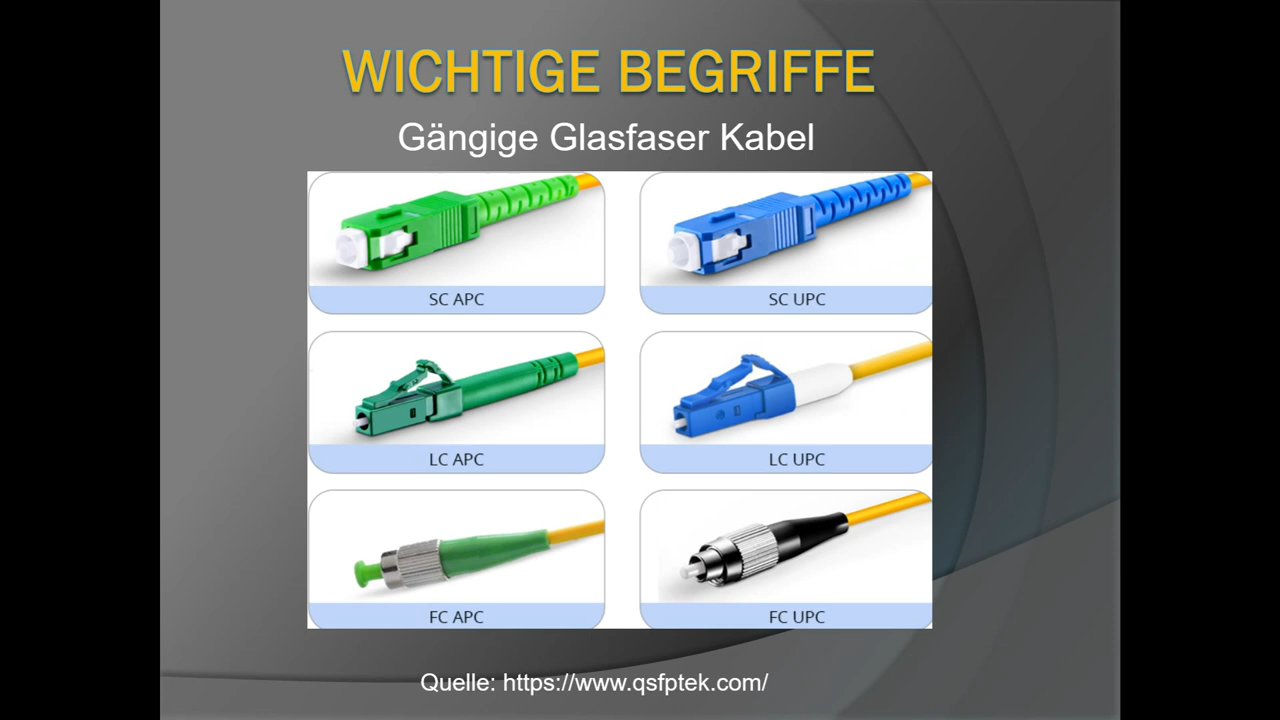 WICHTIGE BEGRIFFE
Gängige Glasfaser Kabel
SC APC
SC UPC
LC APC
LC UPC
FC APC
FC UPC
Quelle: https://www.qsfptek.com/